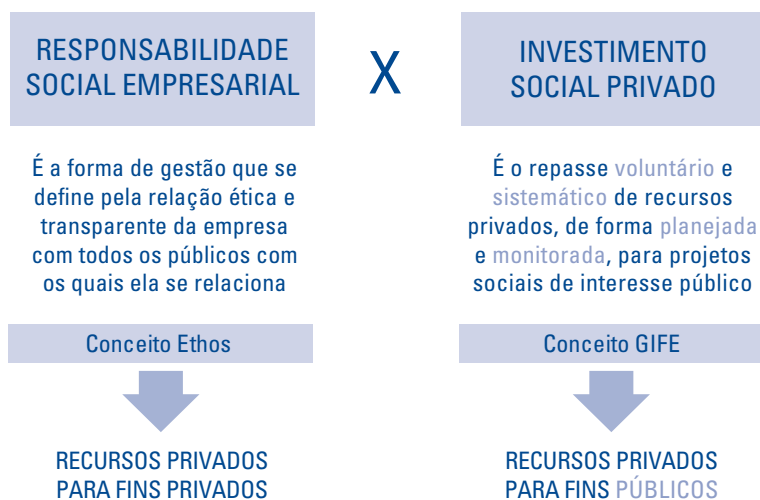 RESPONSABILIDADE
SOCIAL EMPRESARIAL
X
INVESTIMENTO
SOCIAL PRIVADO
É a forma de gestão que se
define pela relação ética e
transparente da empresa
com todos os públicos com
os quais ela se relaciona
É o repasse voluntário e
sistemático de recursos
privados, de forma planejada
e monitorada, para projetos
sociais de interesse público
Conceito Ethos
Conceito GIFE
RECURSOS PRIVADOS
PARA FINS PRIVADOS
RECURSOS PRIVADOS
PARA FINS PÚBLICOS